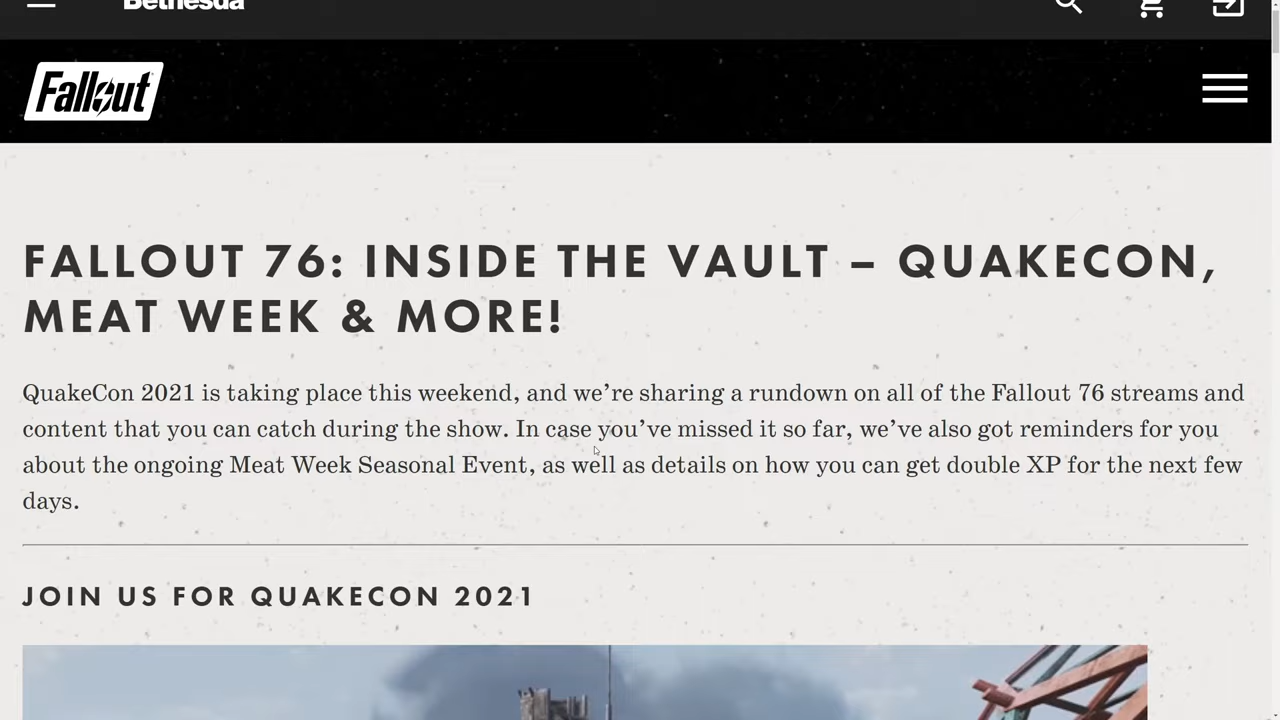 Bethesda
Fallout
FALLOUT 76: INSIDE THE VAULT – QUAKECON,
MEAT WEEK & MORE!
QuakeCon 2021 is taking place this weekend, and we’re sharing a rundown on all of the Fallout 76 streams and
content that you can catch during the show. In case you’ve missed it so far, we’ve also got reminders for you
about the ongoing Meat Week Seasonal Event, as well as details on how you can get double XP for the next few
days.
JOIN US FOR QUAKECON 2021